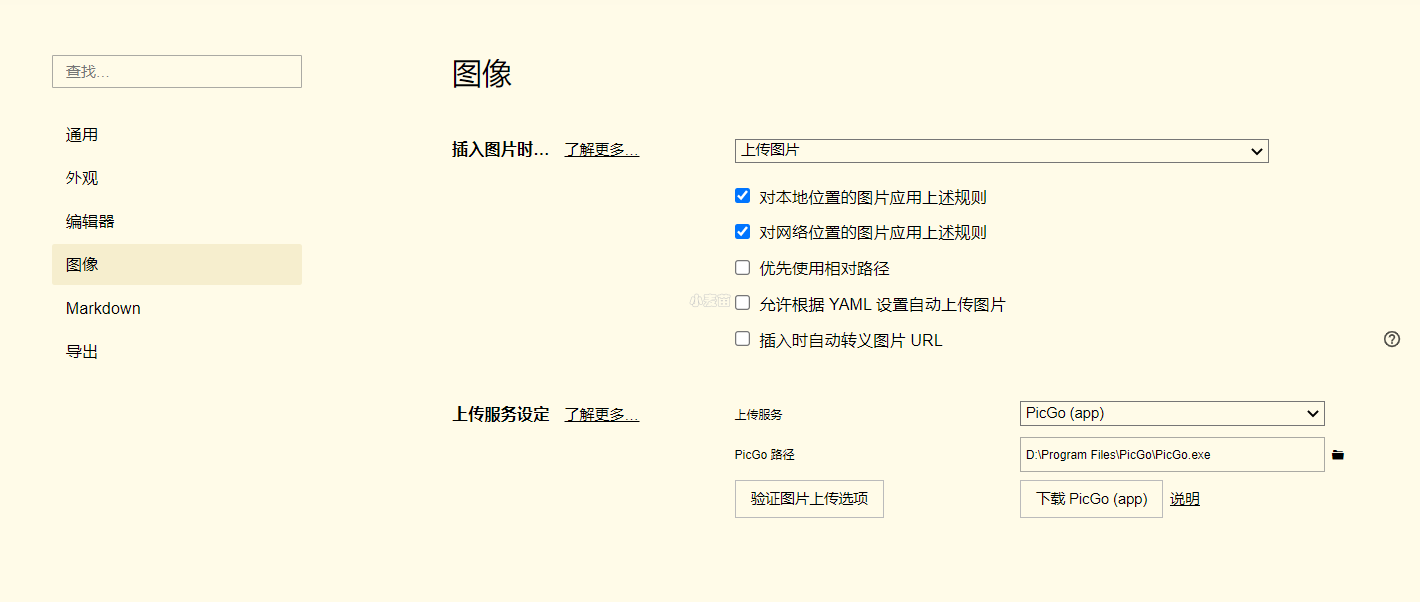 查找...
通用
外观
编辑器
图像
Markdown
导出
图像
插入图片时... 了解更多...
上传图片
对本地位置的图片应用上述规则
对网络位置的图片应用上述规则
优先使用相对路径
小麦苗
允许根据 YAML 设置自动上传图片
插入时自动转义图片 URL
上传服务设定 了解更多...
上传服务 PicGo (app)
PicGo 路径 D:\Program Files\PicGo\PicGo.exe
验证图片上传选项 下载 PicGo (app) 说明